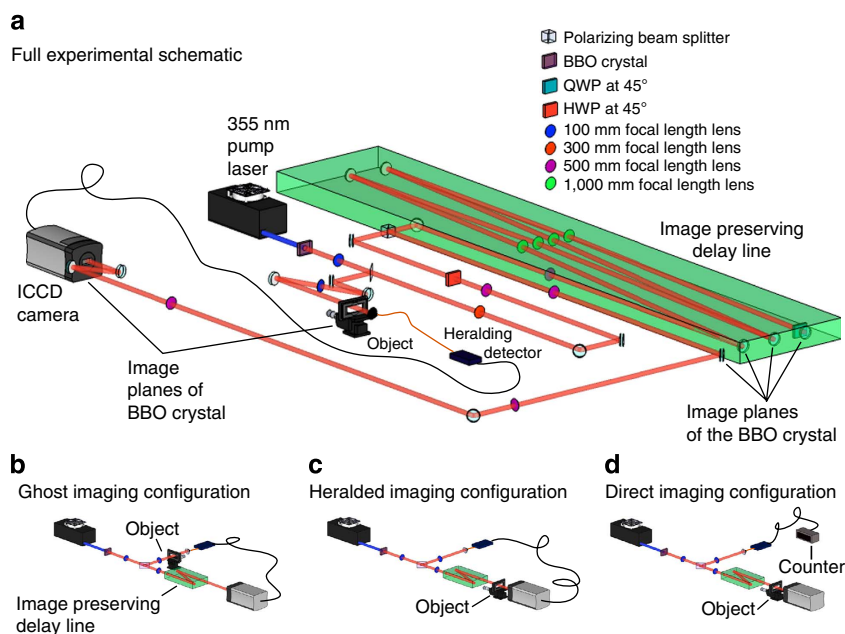 a
Full experimental schematic
Polarizing beam splitter
BBO crystal
QWP at 45°
HWP at 45°
100 mm focal length lens
300 mm focal length lens
500 mm focal length lens
1,000 mm focal length lens
355 nm
pump
laser
Image preserving
delay line
ICCD
camera
Object
Heralding
detector
Image
planes of
BBO crystal
Image planes
of the BBO crystal
b
Ghost imaging configuration
Object
Image preserving
delay line
c
Heralded imaging configuration
Object
d
Direct imaging configuration
Counter
Object